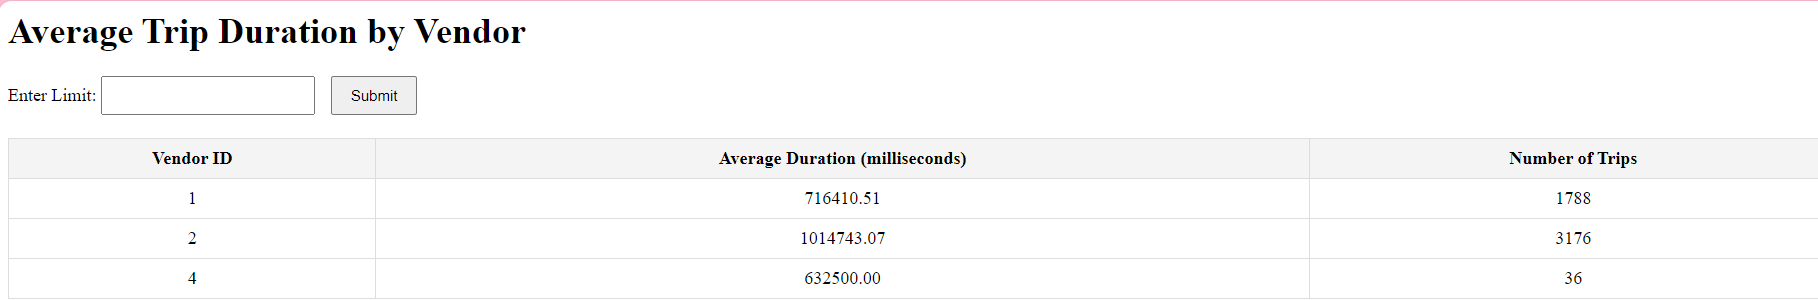 Average Trip Duration by Vendor
Enter Limit: Submit
Vendor ID Average Duration (milliseconds) Number of Trips
1 716410.51 1788
2 1014743.07 3176
4 632500.00 36